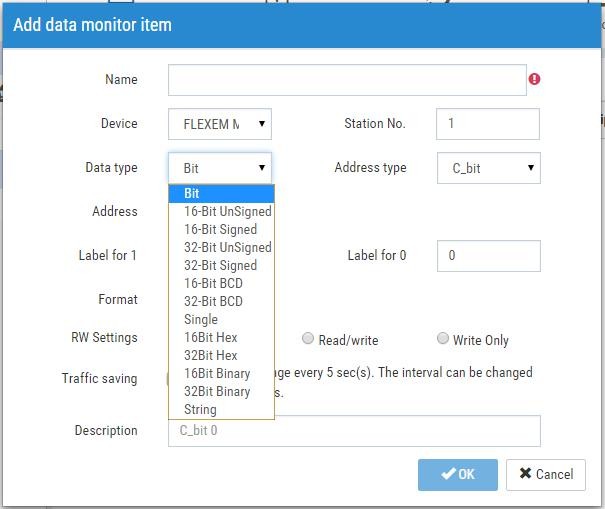 Add data monitor item
Name
Device FLEXEM Station No. 1
Data type Bit Address type C_bit
Bit
16-Bit UnSigned
16-Bit Signed
32-Bit UnSigned
32-Bit Signed
16-Bit BCD
32-Bit BCD
Single
16Bit Hex
32Bit Hex
16Bit Binary
32Bit Binary
String
Address
Label for 1 Label for 0 0
Format
RW Settings Read/write Write Only
Traffic saving nge every 5 sec(s). The interval can be changed
s.
Description C_bit 0
OK Cancel